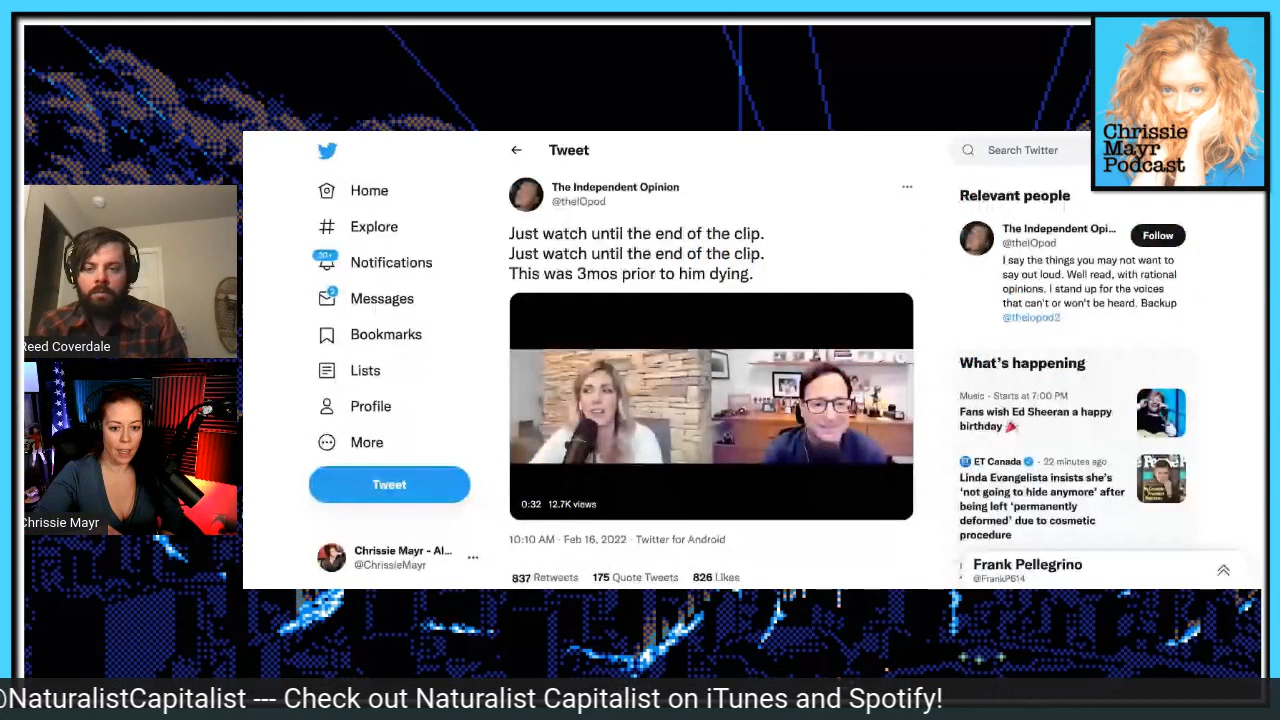 Chrissie
Mayr
Podcast
Reed Coverdale
Chrissie Mayr
Home
Explore
20+
Notifications
2
Messages
Bookmarks
Lists
Profile
More
Tweet
Chrissie Mayr - Al...
@ChrissieMayr
Tweet
The Independent Opinion
@theIOpod
Just watch until the end of the clip.
Just watch until the end of the clip.
This was 3mos prior to him dying.
0:32 12.7K views
10:10 AM · Feb 16, 2022 · Twitter for Android
837 Retweets 175 Quote Tweets 826 Likes
Search Twitter
Relevant people
The Independent Opi...
@theIOpod
Follow
I say the things you may not want to
say out loud. Well read, with rational
opinions. I stand up for the voices
that can't or won't be heard. Backup
@theiopod2
What's happening
Music · Starts at 7:00 PM
Fans wish Ed Sheeran a happy
birthday 🎉
ET Canada · 22 minutes ago
Linda Evangelista insists she's
'not going to hide anymore' after
being left 'permanently
deformed' due to cosmetic
procedure
Frank Pellegrino
@FrankP614
@NaturalistCapitalist --- Check out Naturalist Capitalist on iTunes and Spotify!